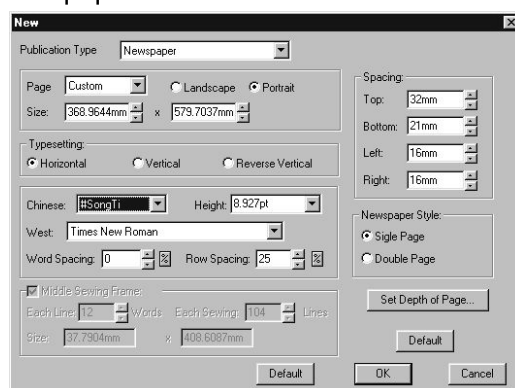 New
Publication Type Newspaper
Page Custom Landscape Portrait
Size: 368.9644mm x 579.7037mm
Typesetting:
Horizontal Vertical Reverse Vertical
Chinese: #SongTi Height: 8.927pt
West: Times New Roman
Word Spacing: 0 % Row Spacing: 25 %
Middle Sewing Frame:
Each Line: 12 Words Each Sewing: 104 Lines
Size: 37.7904mm x 408.6087mm
Default
Spacing:
Top: 32mm
Bottom: 21mm
Left: 16mm
Right: 16mm
Newspaper Style:
Sigle Page
Double Page
Set Depth of Page...
Default
OK Cancel